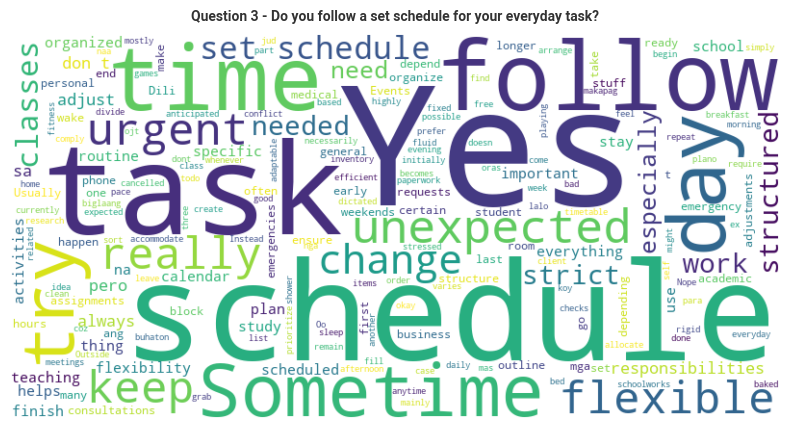 Question 3 - Do you follow a set schedule for your everyday task?
organized mostly jud time set schedule need longer arrange take ready begin school simply
don t make part games depend organize Events find stuff free follow
classes personal end Dili medical based highly fixed possible playing makapag breakfast
adjust wake divide anticipated conflict urgent needed Yes feel repeat morning
comply fitness ojt necessarily prefer fluid evening doesn stay especially day structured
routine dont whenever specific adaptable general initially come plano require
sa phone class inventory becomes oras important week bad t
home one pace cancelled todo efficient paperwork requests
Usually currently expected biglaang three create often good dictated early certain student lalo timetable emergency ex adjustments
task weekends unexpected might
research related happen sort accommodate Instead emergencies ensure stressed room everything work
activities try na really calendar nga change last client strict self use academic
idea leave items order structure varies koy Nope para
clean assignments pero block plan shower okay checks go depending rigid done
hours always study prioritize first another business allocate everyday
coz ang buhaton list Oo sleep remain schedule
meetings Outside thing flexibility scheduled fill mas daily outline mga set responsibilities
teaching keep afternoon case bed schoolworks baked
helps many grab Sometime anytime mainly flexible
finish consultations